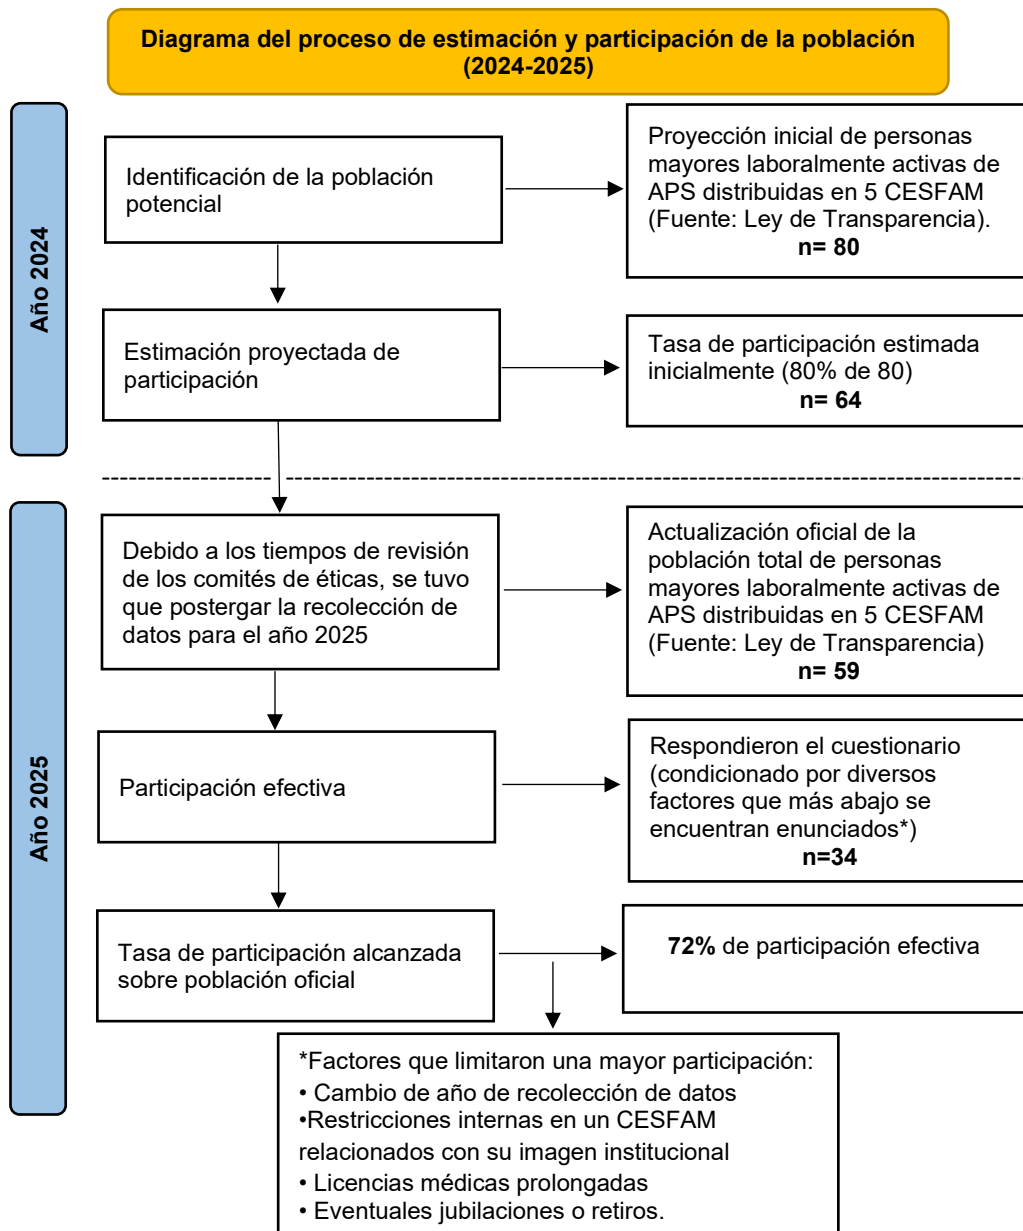 Diagrama del proceso de estimación y participación de la población
(2024-2025)
Año 2024
Identificación de la población
potencial
Proyección inicial de personas
mayores laboralmente activas de
APS distribuidas en 5 CESFAM
(Fuente: Ley de Transparencia).
n= 80
Estimación proyectada de
participación
Tasa de participación estimada
inicialmente (80% de 80)
n= 64
Año 2025
Debido a los tiempos de revisión
de los comités de éticas, se tuvo
que postergar la recolección de
datos para el año 2025
Actualización oficial de la
población total de personas
mayores laboralmente activas de
APS distribuidas en 5 CESFAM
(Fuente: Ley de Transparencia)
n= 59
Participación efectiva
Respondieron el cuestionario
(condicionado por diversos
factores que más abajo se
encuentran enunciados*)
n=34
Tasa de participación alcanzada
sobre población oficial
72% de participación efectiva
*Factores que limitaron una mayor participación:
• Cambio de año de recolección de datos
•Restricciones internas en un CESFAM
relacionados con su imagen institucional
• Licencias médicas prolongadas
• Eventuales jubilaciones o retiros.